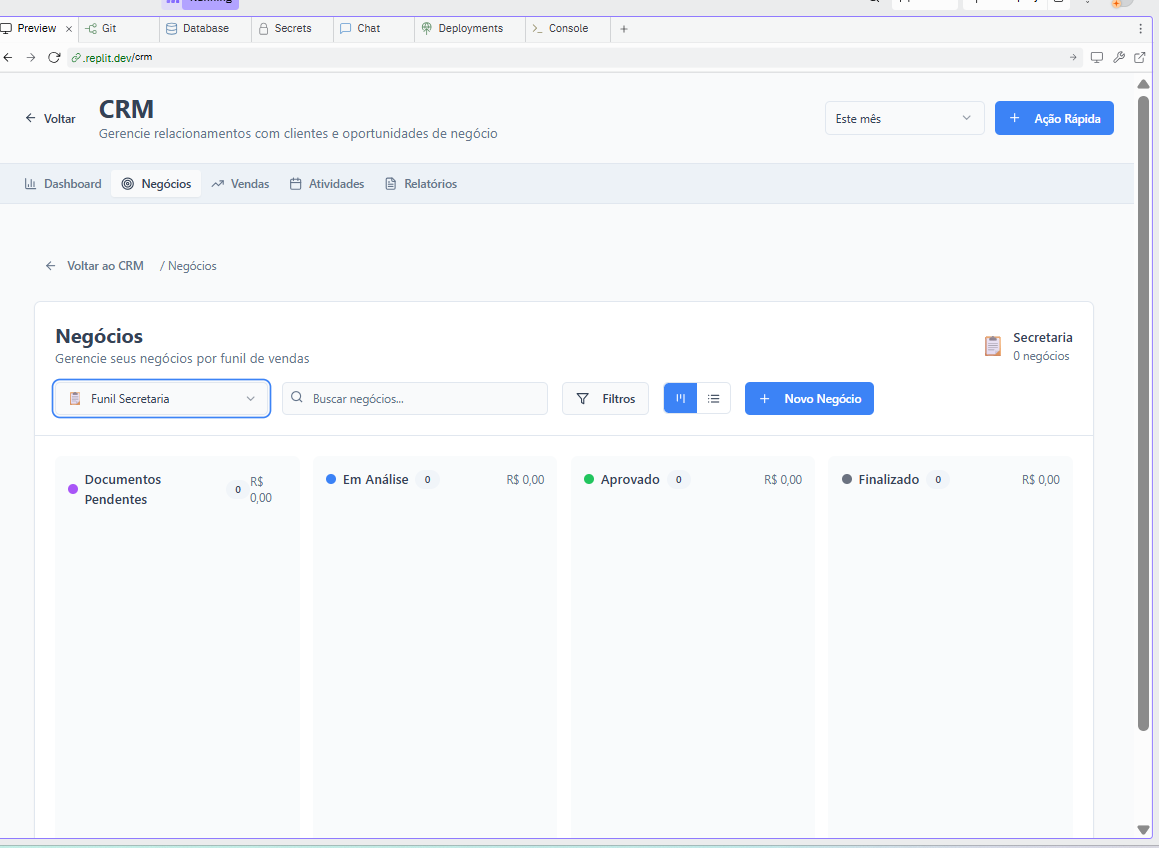 Running
Preview
Git
Database
Secrets
Chat
Deployments
Console
.replit.dev/crm
Voltar
CRM
Gerencie relacionamentos com clientes e oportunidades de negócio
Este mês
Ação Rápida
Dashboard
Negócios
Vendas
Atividades
Relatórios
Voltar ao CRM / Negócios
Negócios
Gerencie seus negócios por funil de vendas
Secretaria
0 negócios
Funil Secretaria
Buscar negócios...
Filtros
Novo Negócio
Documentos
Pendentes
0
R$
0,00
Em Análise 0 R$ 0,00
Aprovado 0 R$ 0,00
Finalizado 0 R$ 0,00